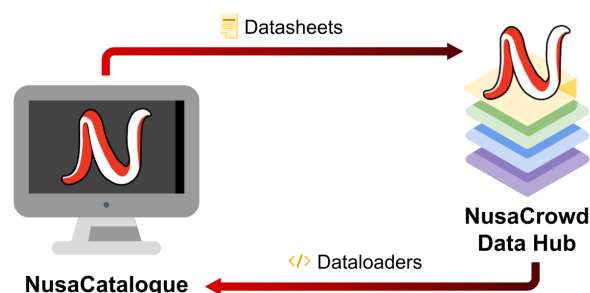 Datasheets
N
N
NusaCrowd
Data Hub
</> Dataloaders
NusaCatalogue